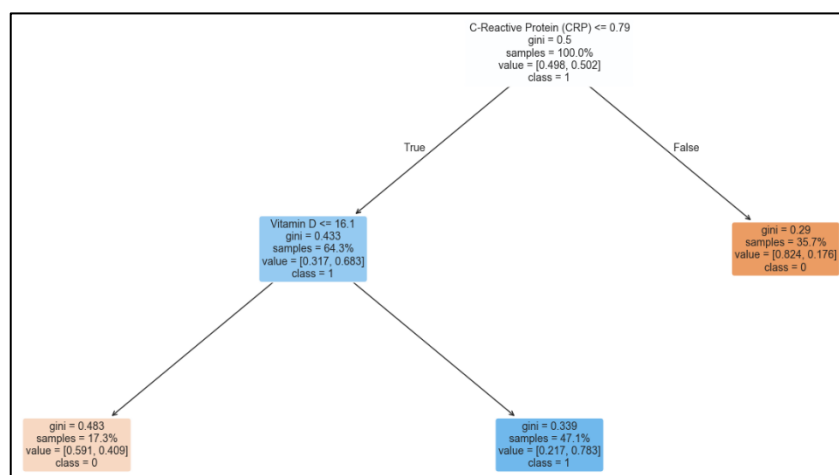 C-Reactive Protein (CRP) <= 0.79
gini = 0.5
samples = 100.0%
value = [0.498, 0.502]
class = 1
True
False
Vitamin D <= 16.1
gini = 0.433
samples = 64.3%
value = [0.317, 0.683]
class = 1
gini = 0.29
samples = 35.7%
value = [0.824, 0.176]
class = 0
gini = 0.483
samples = 17.3%
value = [0.591, 0.409]
class = 0
gini = 0.339
samples = 47.1%
value = [0.217, 0.783]
class = 1